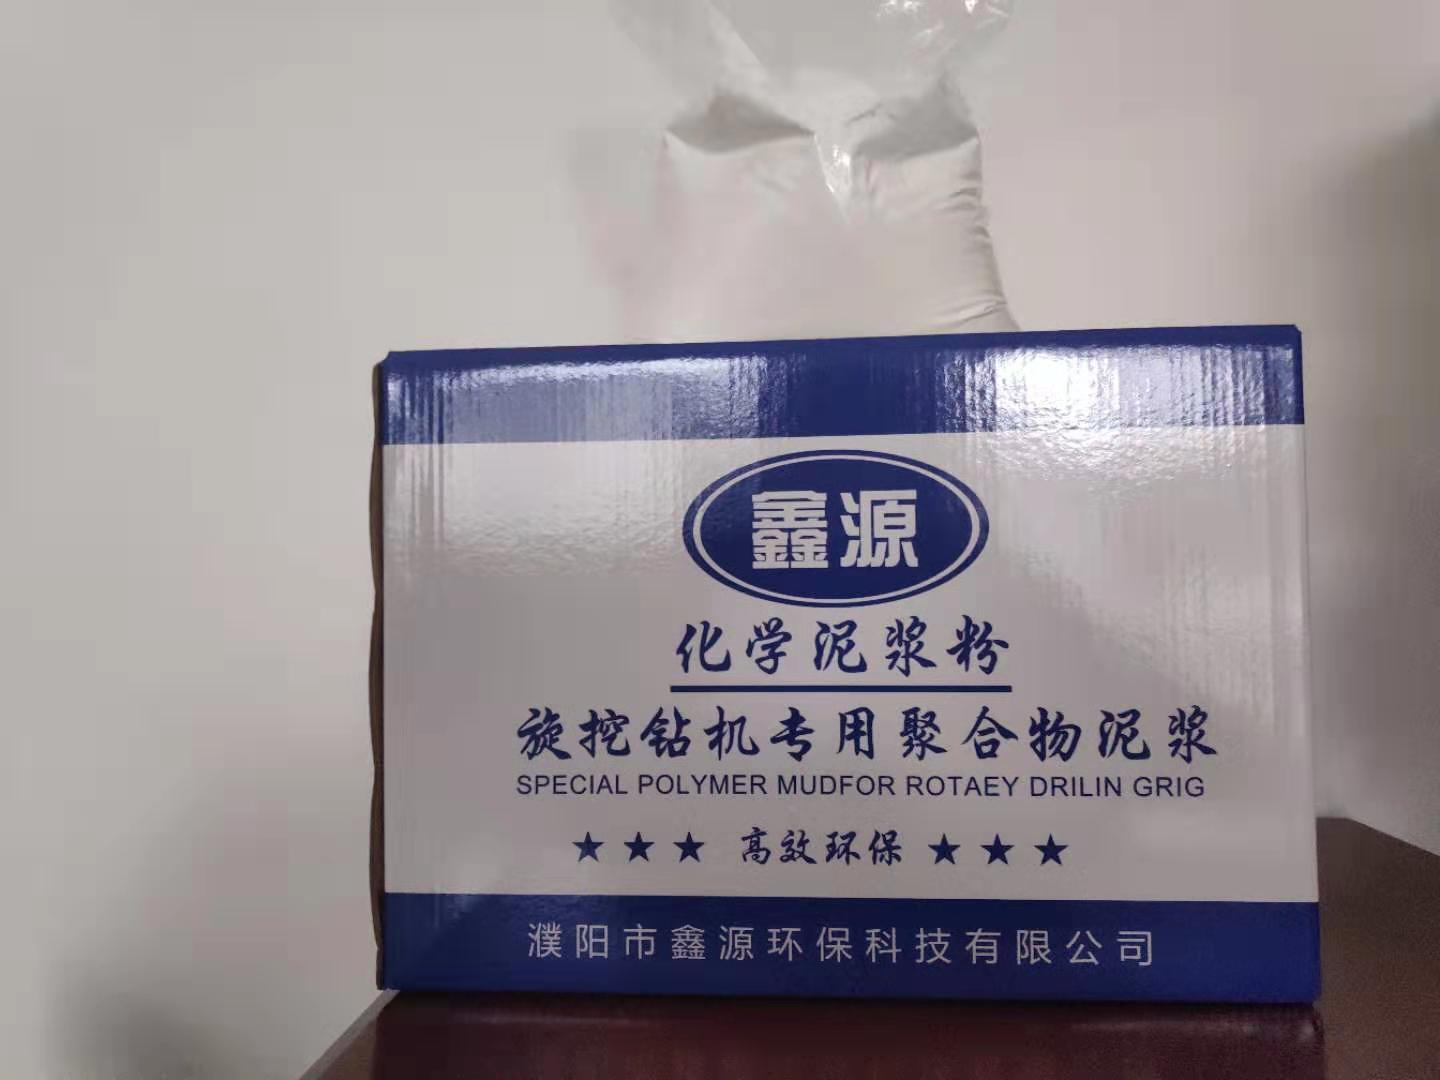 鑫源
化学泥浆粉
旋挖钻机专用聚合物泥浆
SPECIAL POLYMER MUDFOR ROTAEY DRILIN GRIG
★★★ 高效环保 ★★★
濮阳市鑫源环保科技有限公司